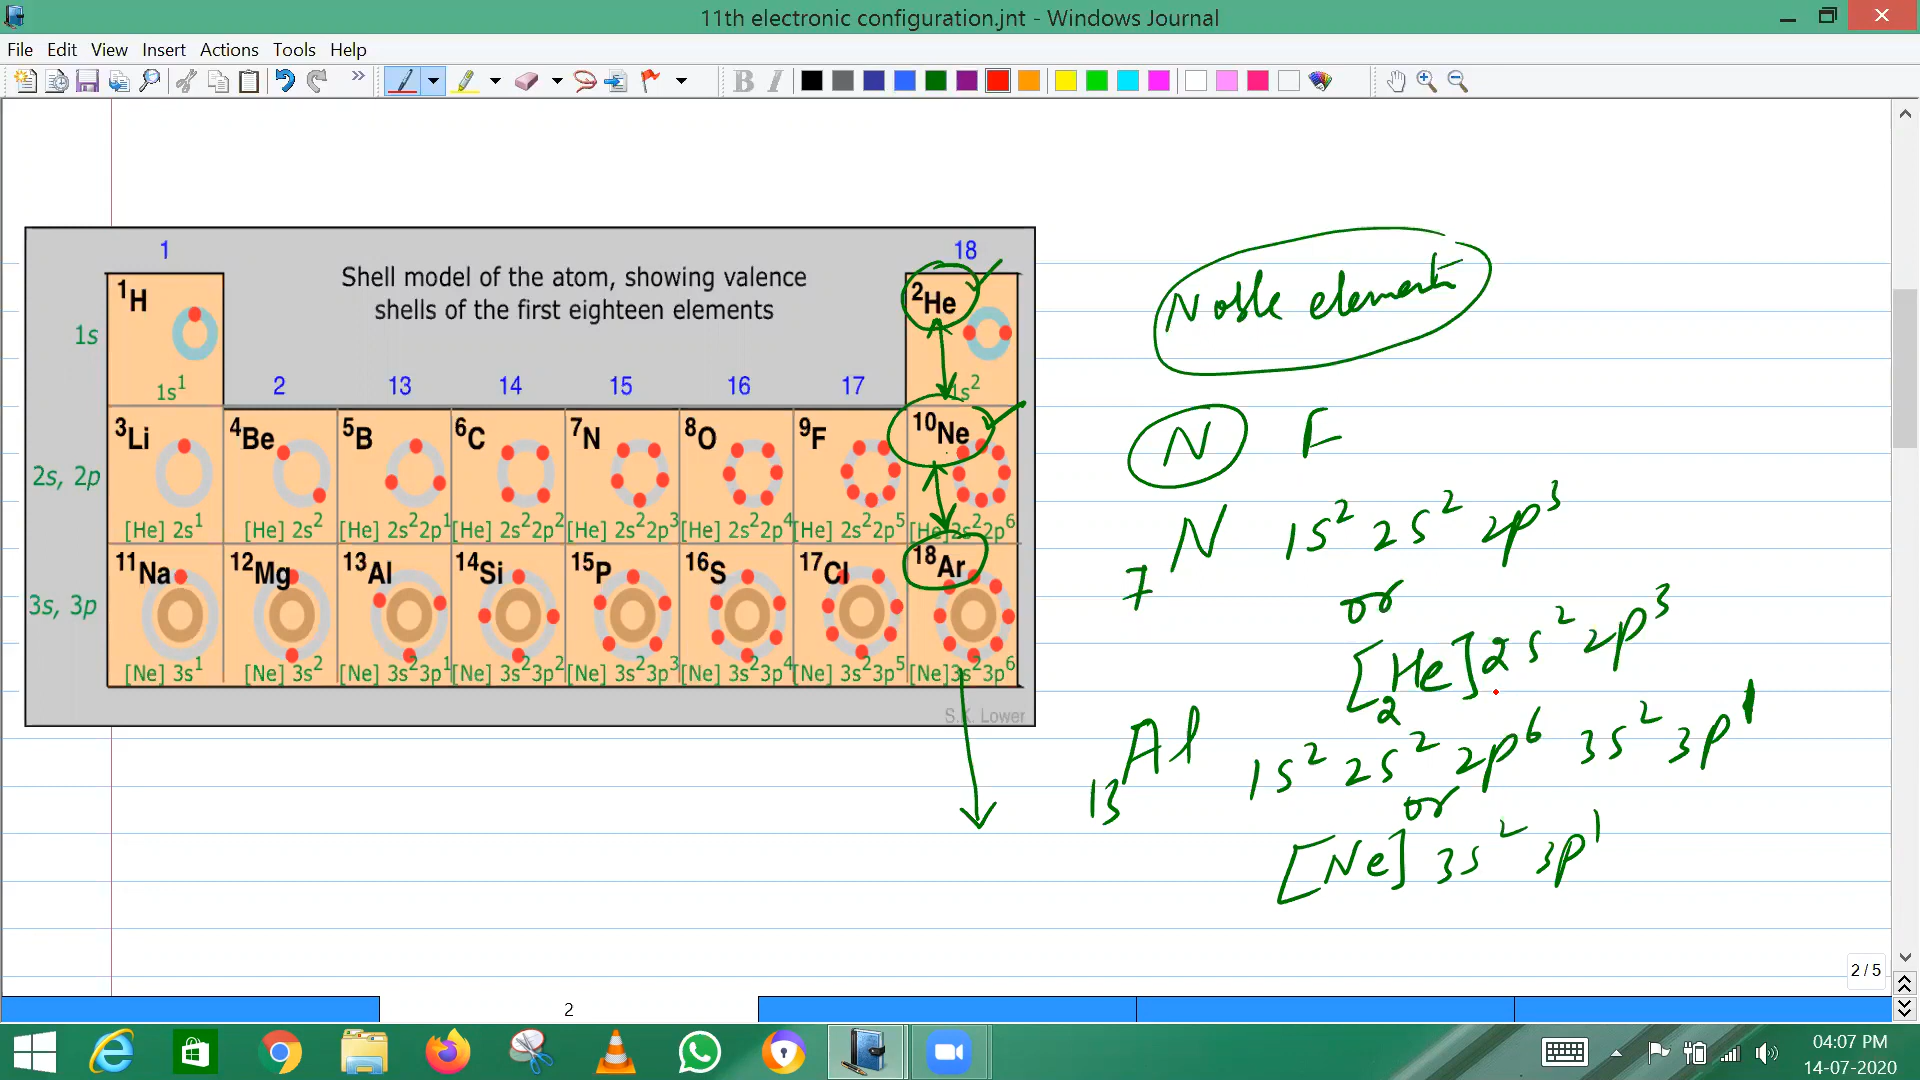 11th electronic configuration.jnt - Windows Journal
File Edit View Insert Actions Tools Help
B I
1 18
Shell model of the atom, showing valence
shells of the first eighteen elements
1s
¹H ²He
1s¹ 1s²
2 13 14 15 16 17
2s, 2p
³Li ⁴Be ⁵B ⁶C ⁷N ⁸O ⁹F ¹⁰Ne
[He] 2s¹ [He] 2s² [He] 2s²2p¹ [He] 2s²2p² [He] 2s²2p³ [He] 2s²2p⁴ [He] 2s²2p⁵ [He] 2s²2p⁶
3s, 3p
¹¹Na ¹²Mg ¹³Al ¹⁴Si ¹⁵P ¹⁶S ¹⁷Cl ¹⁸Ar
[Ne] 3s¹ [Ne] 3s² [Ne] 3s²3p¹ [Ne] 3s²3p² [Ne] 3s²3p³ [Ne] 3s²3p⁴ [Ne] 3s²3p⁵ [Ne] 3s²3p⁶
S.K. Lower
Noble elements
N F
₇N 1s² 2s² 2p³
or
[₂He] 2s² 2p³
₁₃Al 1s² 2s² 2p⁶ 3s² 3p¹
or
[Ne] 3s² 3p¹
2 / 5
2
04:07 PM
14-07-2020